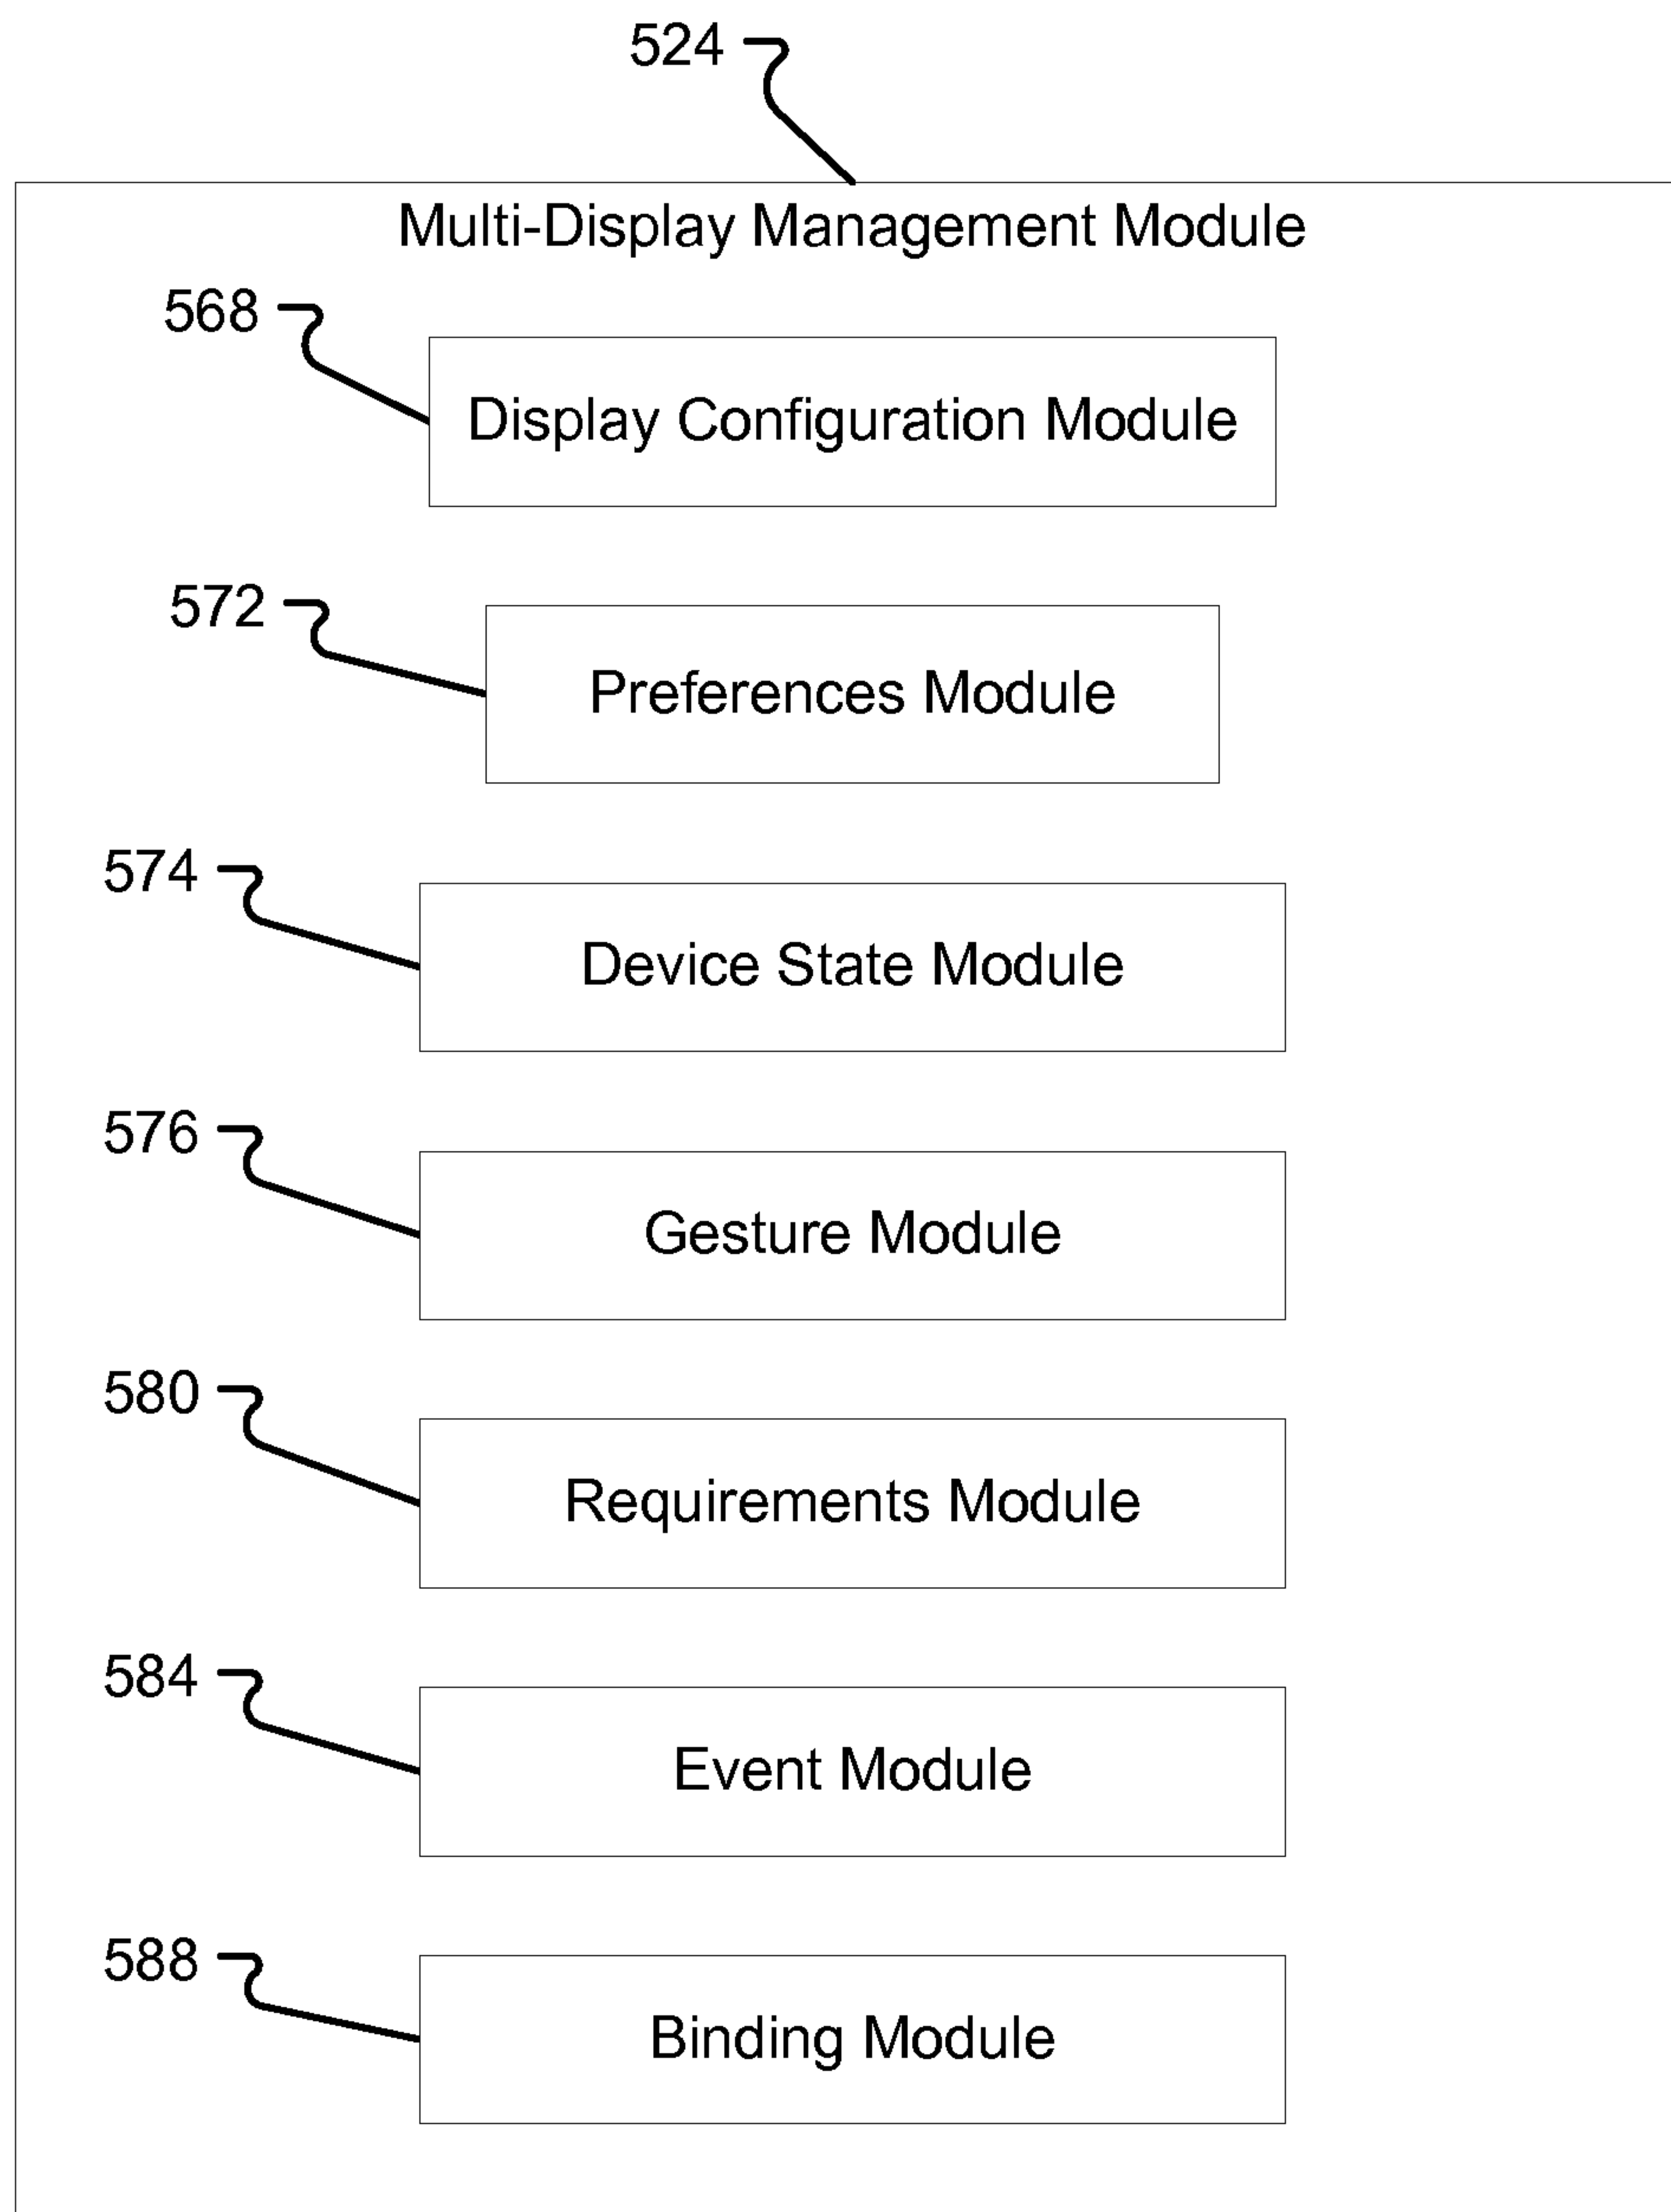 524
Multi-Display Management Module
568
Display Configuration Module
572
Preferences Module
574
Device State Module
576
Gesture Module
580
Requirements Module
584
Event Module
588
Binding Module